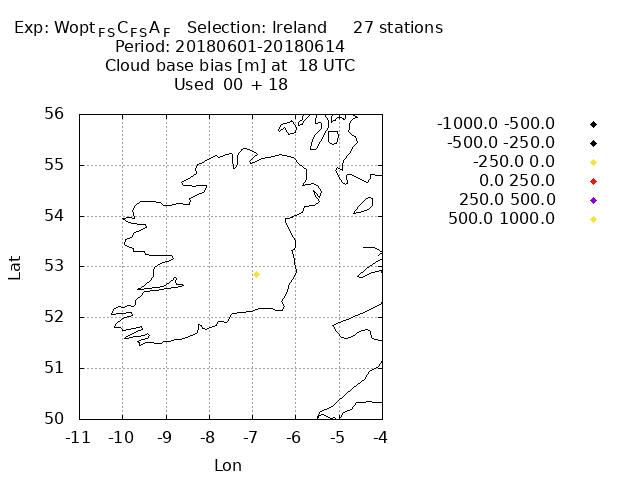 Exp: Wopt FS C FS A F Selection: Ireland 27 stations
Period: 20180601-20180614
Cloud base bias [m] at 18 UTC
Used 00 + 18
-1000.0 -500.0
-500.0 -250.0
-250.0 0.0
0.0 250.0
250.0 500.0
500.0 1000.0
56
55
54
53
52
51
50
Lat
-11 -10 -9 -8 -7 -6 -5 -4
Lon